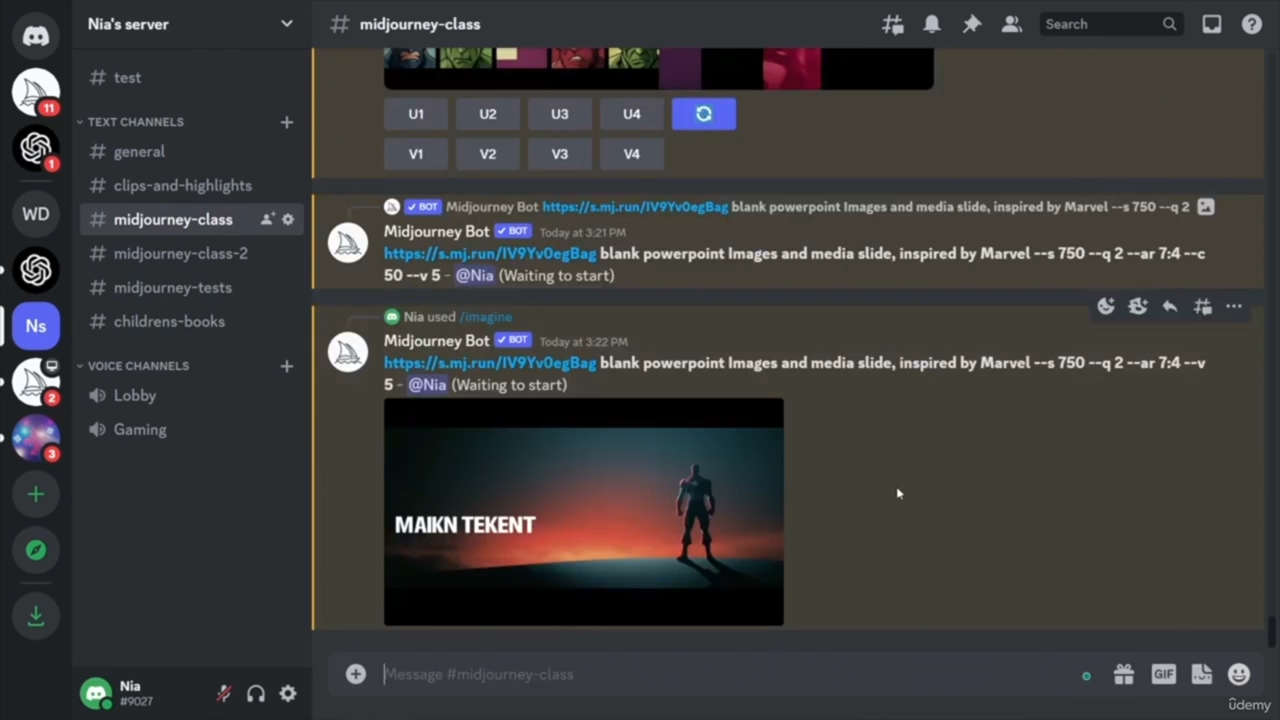 Nia's server
midjourney-class
Search
test
11
TEXT CHANNELS
general
1
clips-and-highlights
WD
midjourney-class
midjourney-class-2
midjourney-tests
Ns
childrens-books
VOICE CHANNELS
2
Lobby
Gaming
3
Nia
#9027
U1 U2 U3 U4
V1 V2 V3 V4
BOT Midjourney Bot https://s.mj.run/IV9Yv0egBag blank powerpoint Images and media slide, inspired by Marvel --s 750 --q 2
Midjourney Bot BOT Today at 3:21 PM
https://s.mj.run/IV9Yv0egBag blank powerpoint Images and media slide, inspired by Marvel --s 750 --q 2 --ar 7:4 --c
50 --v 5 - @Nia (Waiting to start)
Nia used /imagine
Midjourney Bot BOT Today at 3:22 PM
https://s.mj.run/IV9Yv0egBag blank powerpoint Images and media slide, inspired by Marvel --s 750 --q 2 --ar 7:4 --v
5 - @Nia (Waiting to start)
MAIKN TEKENT
Message #midjourney-class
GIF
ûdemy